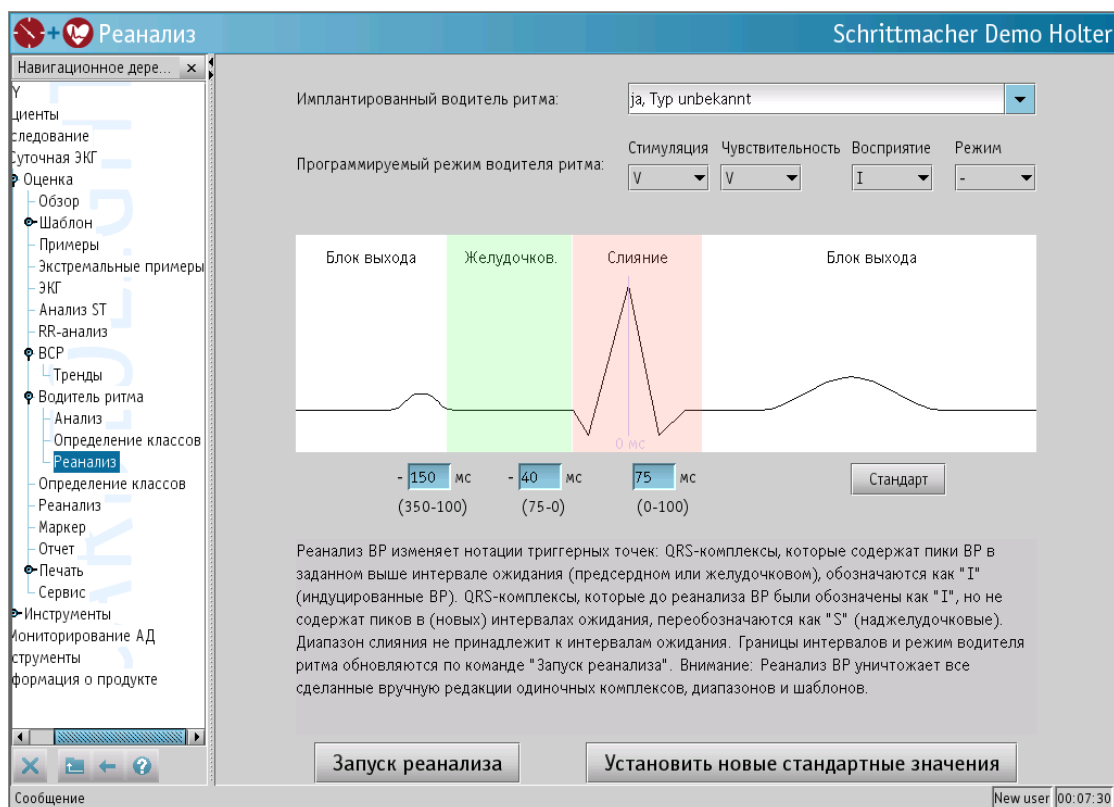 Реанализ
Schrittmacher Demo Holter
Навигационное дере...
Y
циенты
следование
Суточная ЭКГ
Оценка
Обзор
Шаблон
Примеры
Экстремальные примеры
ЭКГ
Анализ ST
RR-анализ
ВСР
Тренды
Водитель ритма
Анализ
Определение классов
Реанализ
Определение классов
Реанализ
Маркер
Отчет
Печать
Сервис
Инструменты
Мониторирование АД
струменты
формация о продукте
Имплантированный водитель ритма:
ja, Typ unbekannt
Стимуляция Чувствительность Восприятие Режим
Программируемый режим водителя ритма:
V V I -
Блок выхода Желудочков. Слияние Блок выхода
0 мс
- 150 мс - 40 мс 75 мс
Стандарт
(350-100) (75-0) (0-100)
Реанализ ВР изменяет нотации триггерных точек: QRS-комплексы, которые содержат пики ВР в
заданном выше интервале ожидания (предсердном или желудочковом), обозначаются как "I"
(индуцированные ВР). QRS-комплексы, которые до реанализа ВР были обозначены как "I", но не
содержат пиков в (новых) интервалах ожидания, переобозначаются как "S" (наджелудочковые).
Диапазон слияния не принадлежит к интервалам ожидания. Границы интервалов и режим водителя
ритма обновляются по команде "Запуск реанализа". Внимание: Реанализ ВР уничтожает все
сделанные вручную редакции одиночных комплексов, диапазонов и шаблонов.
Запуск реанализа
Установить новые стандартные значения
Сообщение
New user 00:07:30